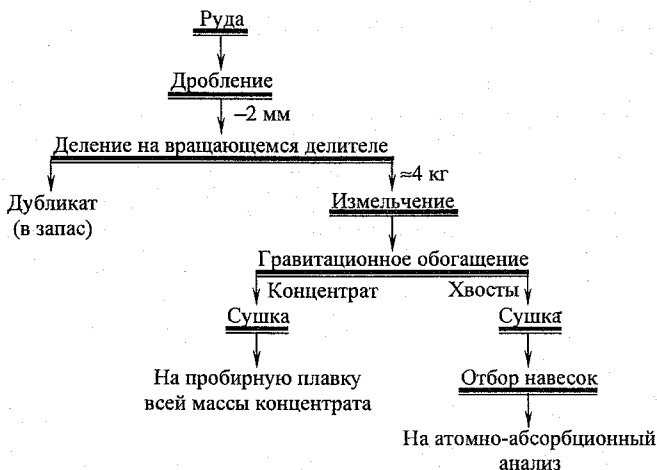 Руда
Дробление
−2 мм
Деление на вращающемся делителе
≈4 кг
Дубликат
(в запас)
Измельчение
Гравитационное обогащение
Концентрат
Хвосты
Сушка
Сушка
На пробирную плавку
всей массы концентрата
Отбор навесок
На атомно-абсорбционный
анализ